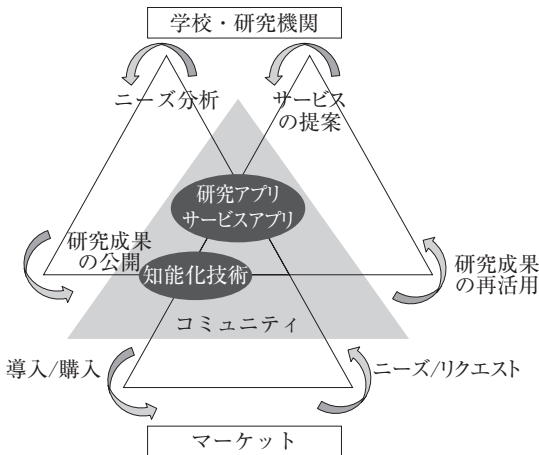 学校・研究機関
ニーズ分析
サービス
の提案
研究アプリ
サービスアプリ
研究成果
の公開
知能化技術
研究成果
の再活用
コミュニティ
導入/購入
ニーズ/リクエスト
マーケット